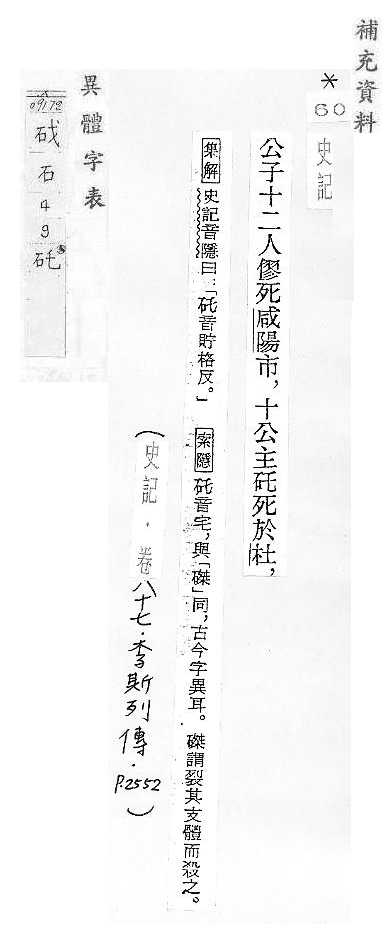 補充資料
*60
史記
公子十二人僇死咸陽市，十公主矺死於杜，
集解 史記音隱曰：「矺音貯格反。」 索隱 矺音宅，與「磔」同，古今字異耳。磔謂裂其支體而殺之。
（史記．卷八十七．李斯列傳．P.2552）
異體字表
09172
石
4
9
矺